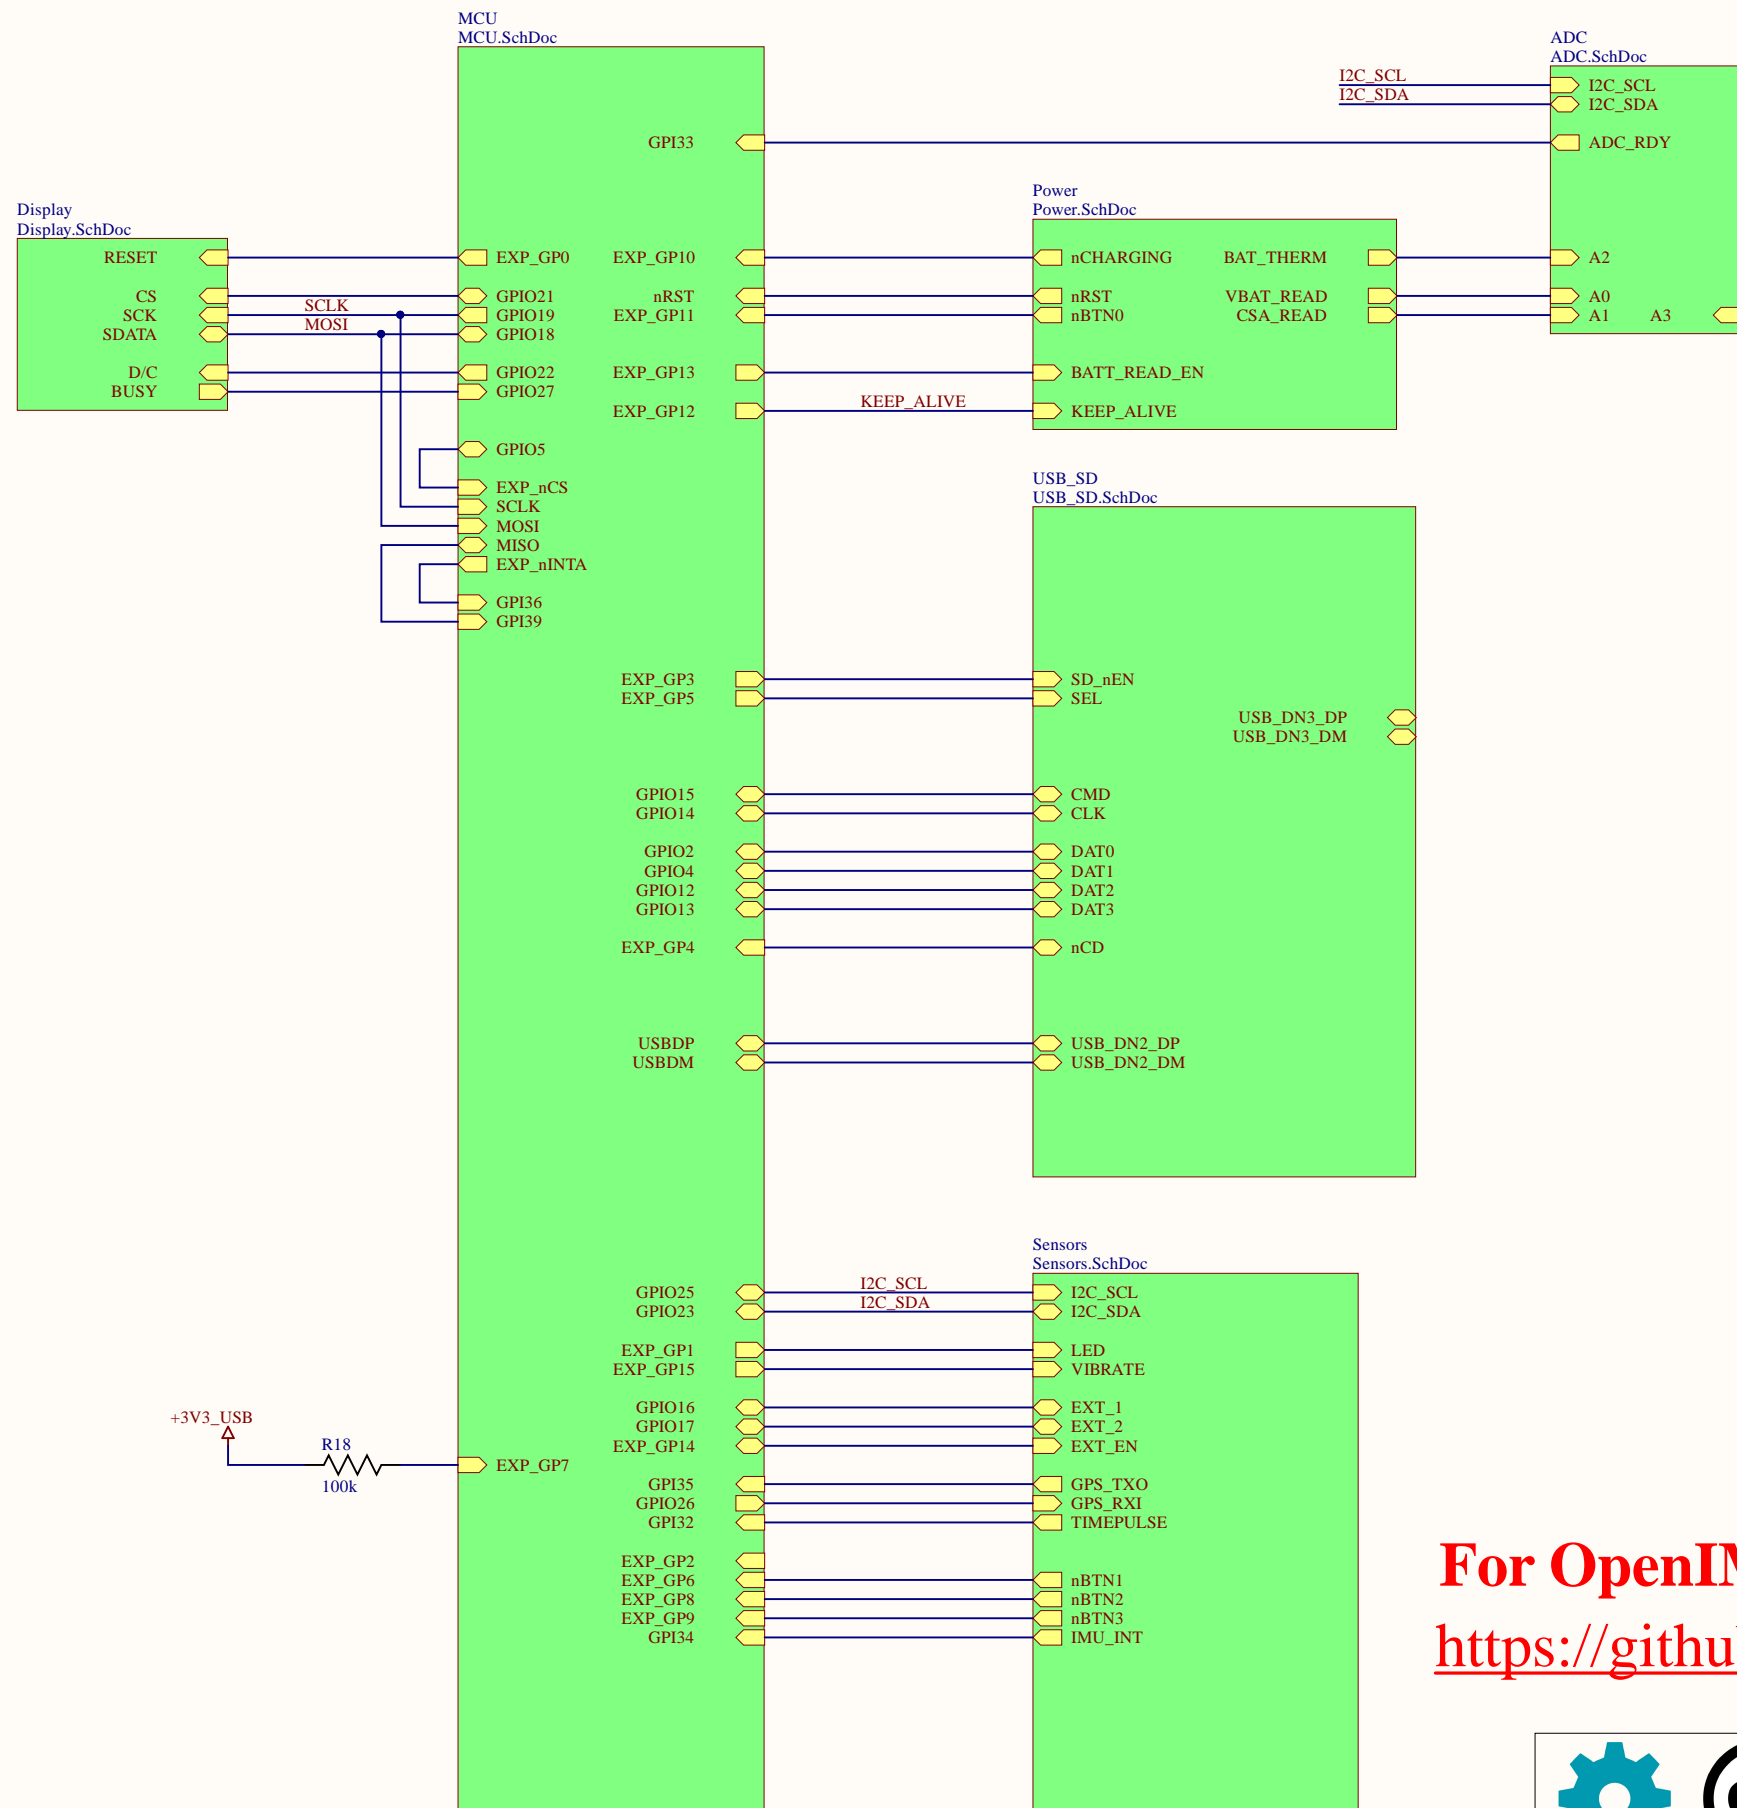 MCU
MCU.SchDoc
ADC
ADC.SchDoc
I2C_SCL
I2C_SDA
I2C_SCL
I2C_SDA
GPI33
ADC_RDY
Display
Display.SchDoc
Power
Power.SchDoc
RESET
EXP_GP0
EXP_GP10
nCHARGING
BAT_THERM
A2
CS
GPIO21
nRST
nRST
VBAT_READ
A0
SCK
SCLK
GPIO19
EXP_GP11
nBTN0
CSA_READ
A1
A3
SDATA
MOSI
GPIO18
D/C
GPIO22
EXP_GP13
BATT_READ_EN
BUSY
GPIO27
EXP_GP12
KEEP_ALIVE
KEEP_ALIVE
GPIO5
EXP_nCS
SCLK
MOSI
MISO
EXP_nINTA
GPI36
GPI39
USB_SD
USB_SD.SchDoc
EXP_GP3
SD_nEN
EXP_GP5
SEL
USB_DN3_DP
USB_DN3_DM
GPIO15
CMD
GPIO14
CLK
GPIO2
DAT0
GPIO4
DAT1
GPIO12
DAT2
GPIO13
DAT3
EXP_GP4
nCD
USBDP
USB_DN2_DP
USBDM
USB_DN2_DM
Sensors
Sensors.SchDoc
GPIO25
I2C_SCL
I2C_SCL
GPIO23
I2C_SDA
I2C_SDA
EXP_GP1
LED
EXP_GP15
VIBRATE
GPIO16
EXT_1
GPIO17
EXT_2
EXP_GP14
EXT_EN
+3V3_USB
R18
100k
EXP_GP7
GPI35
GPS_TXO
GPIO26
GPS_RXI
GPI32
TIMEPULSE
EXP_GP2
EXP_GP6
nBTN1
EXP_GP8
nBTN2
EXP_GP9
nBTN3
GPI34
IMU_INT
For OpenIM
https://githu